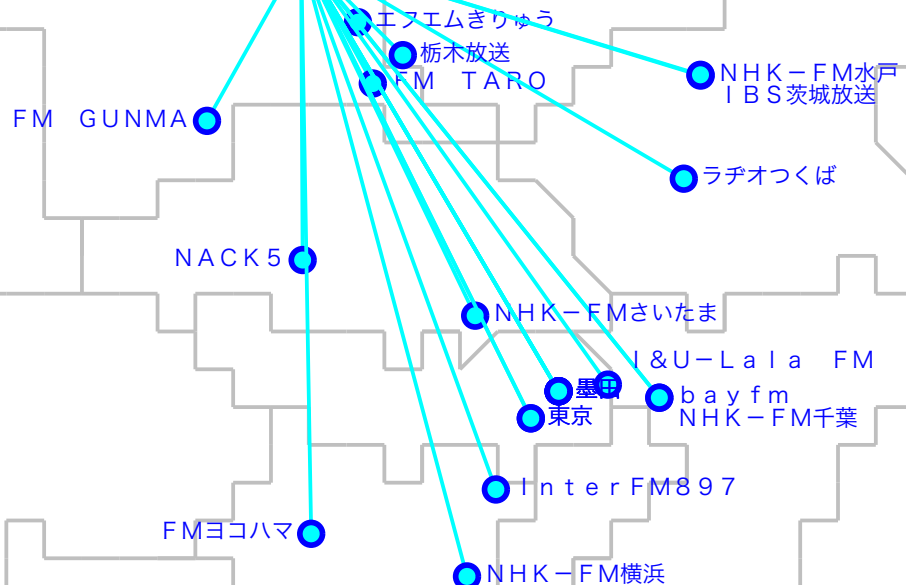 エフエムきりゅう
栃木放送
ＦＭ　ＴＡＲＯ
ＮＨＫ－ＦＭ水戸
ＩＢＳ茨城放送
ＦＭ　ＧＵＮＭＡ
ラヂオつくば
ＮＡＣＫ５
ＮＨＫ－ＦＭさいたま
Ｉ＆Ｕ－ＬａＩａ　ＦＭ
墨田
ｂａｙｆｍ
ＮＨＫ－ＦＭ千葉
東京
ＩｎｔｅｒＦＭ８９７
ＦＭヨコハマ
ＮＨＫ－ＦＭ横浜